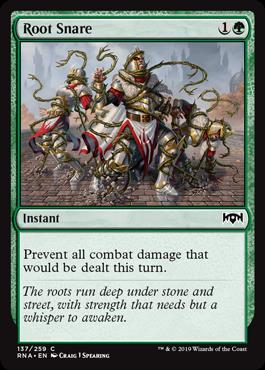 Root Snare 1
Instant
Prevent all combat damage that
would be dealt this turn.
The roots run deep under stone and
street, with strength that needs but a
whisper to awaken.
137/259 C
RNA • EN CRAIG J SPEARING
™ & © 2019 Wizards of the Coast